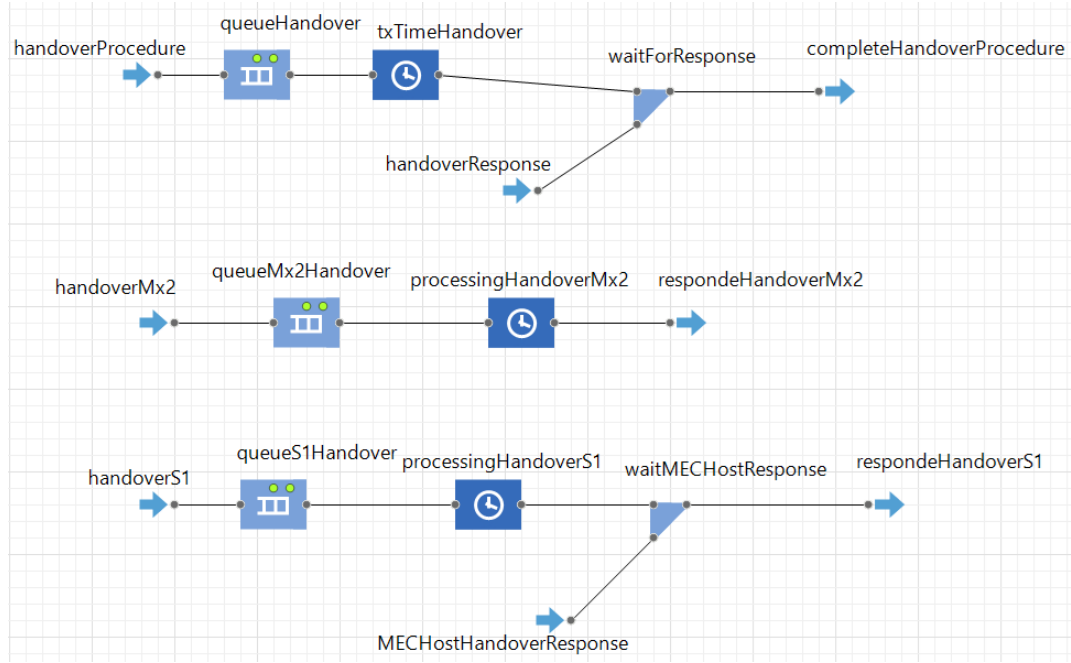 queueHandover
txTimeHandover
handoverProcedure
waitForResponse
completeHandoverProcedure
handoverResponse
queueMx2Handover
processingHandoverMx2
respondeHandoverMx2
handoverMx2
queueS1Handover
processingHandoverS1
waitMECHostResponse
respondeHandoverS1
handoverS1
MECHostHandoverResponse